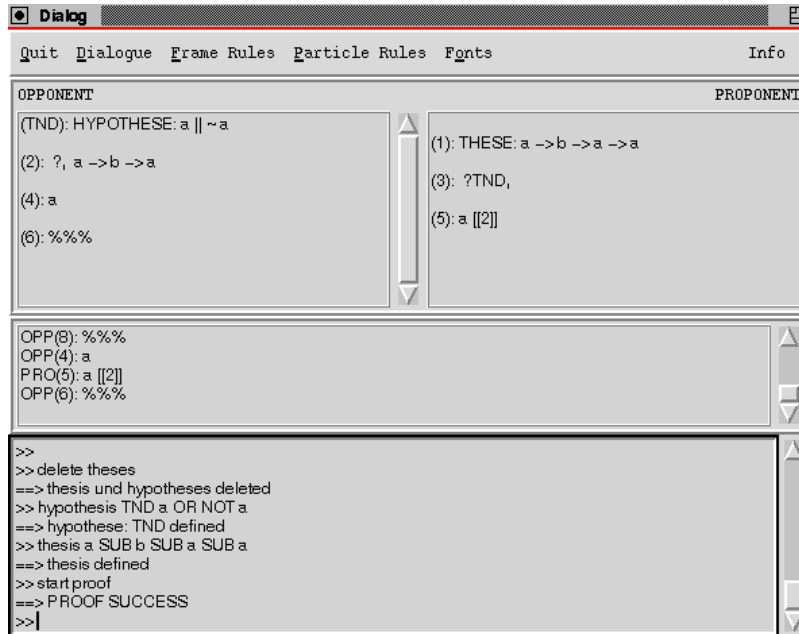 Dialog
Quit Dialogue Frame Rules Particle Rules Fonts Info
OPPONENT PROPONENT
(TND): HYPOTHESE: a || ~a
(2): ?, a –>b –>a
(4): a
(6): %%%
(1): THESE: a –>b –>a –>a
(3): ?TND,
(5): a [[2]]
OPP(8): %%%
OPP(4): a
PRO(5): a [[2]]
OPP(6): %%%
>>
>> delete theses
==> thesis und hypotheses deleted
>> hypothesis TND a OR NOT a
==> hypothese: TND defined
>> thesis a SUB b SUB a SUB a
==> thesis defined
>> start proof
==> PROOF SUCCESS
>>